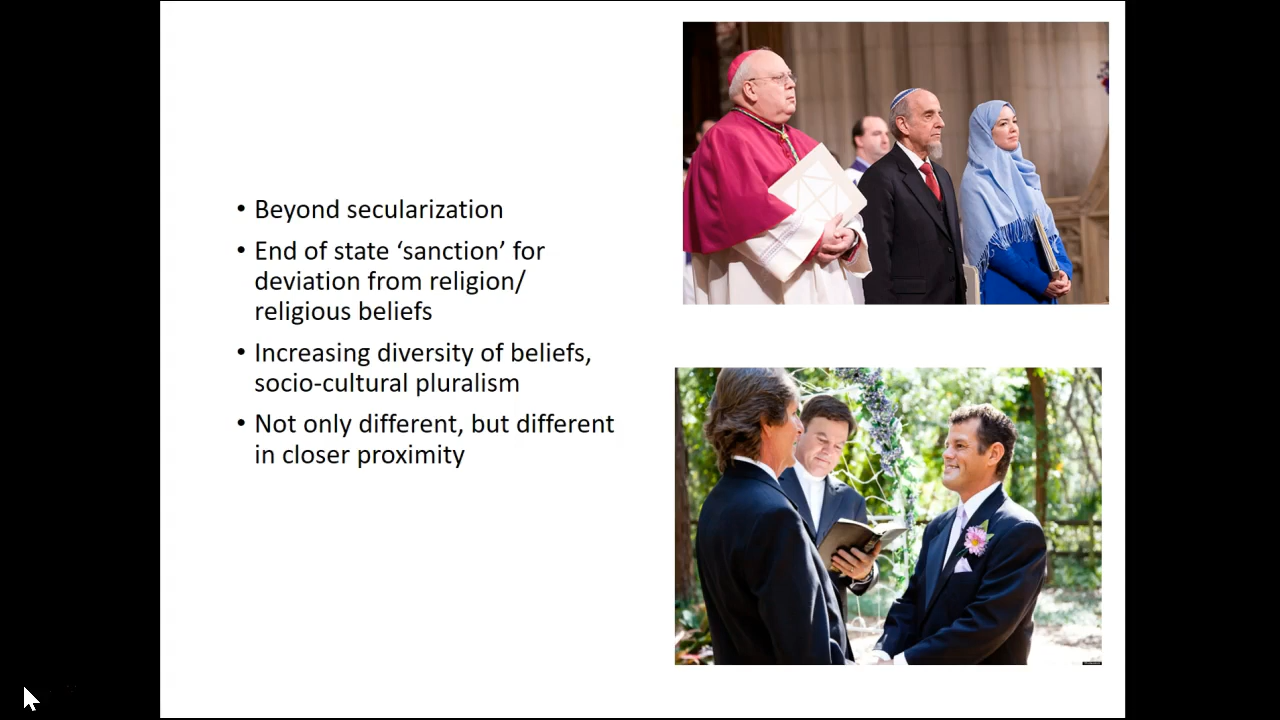 • Beyond secularization
• End of state ‘sanction’ for
deviation from religion/
religious beliefs
• Increasing diversity of beliefs,
socio-cultural pluralism
• Not only different, but different
in closer proximity